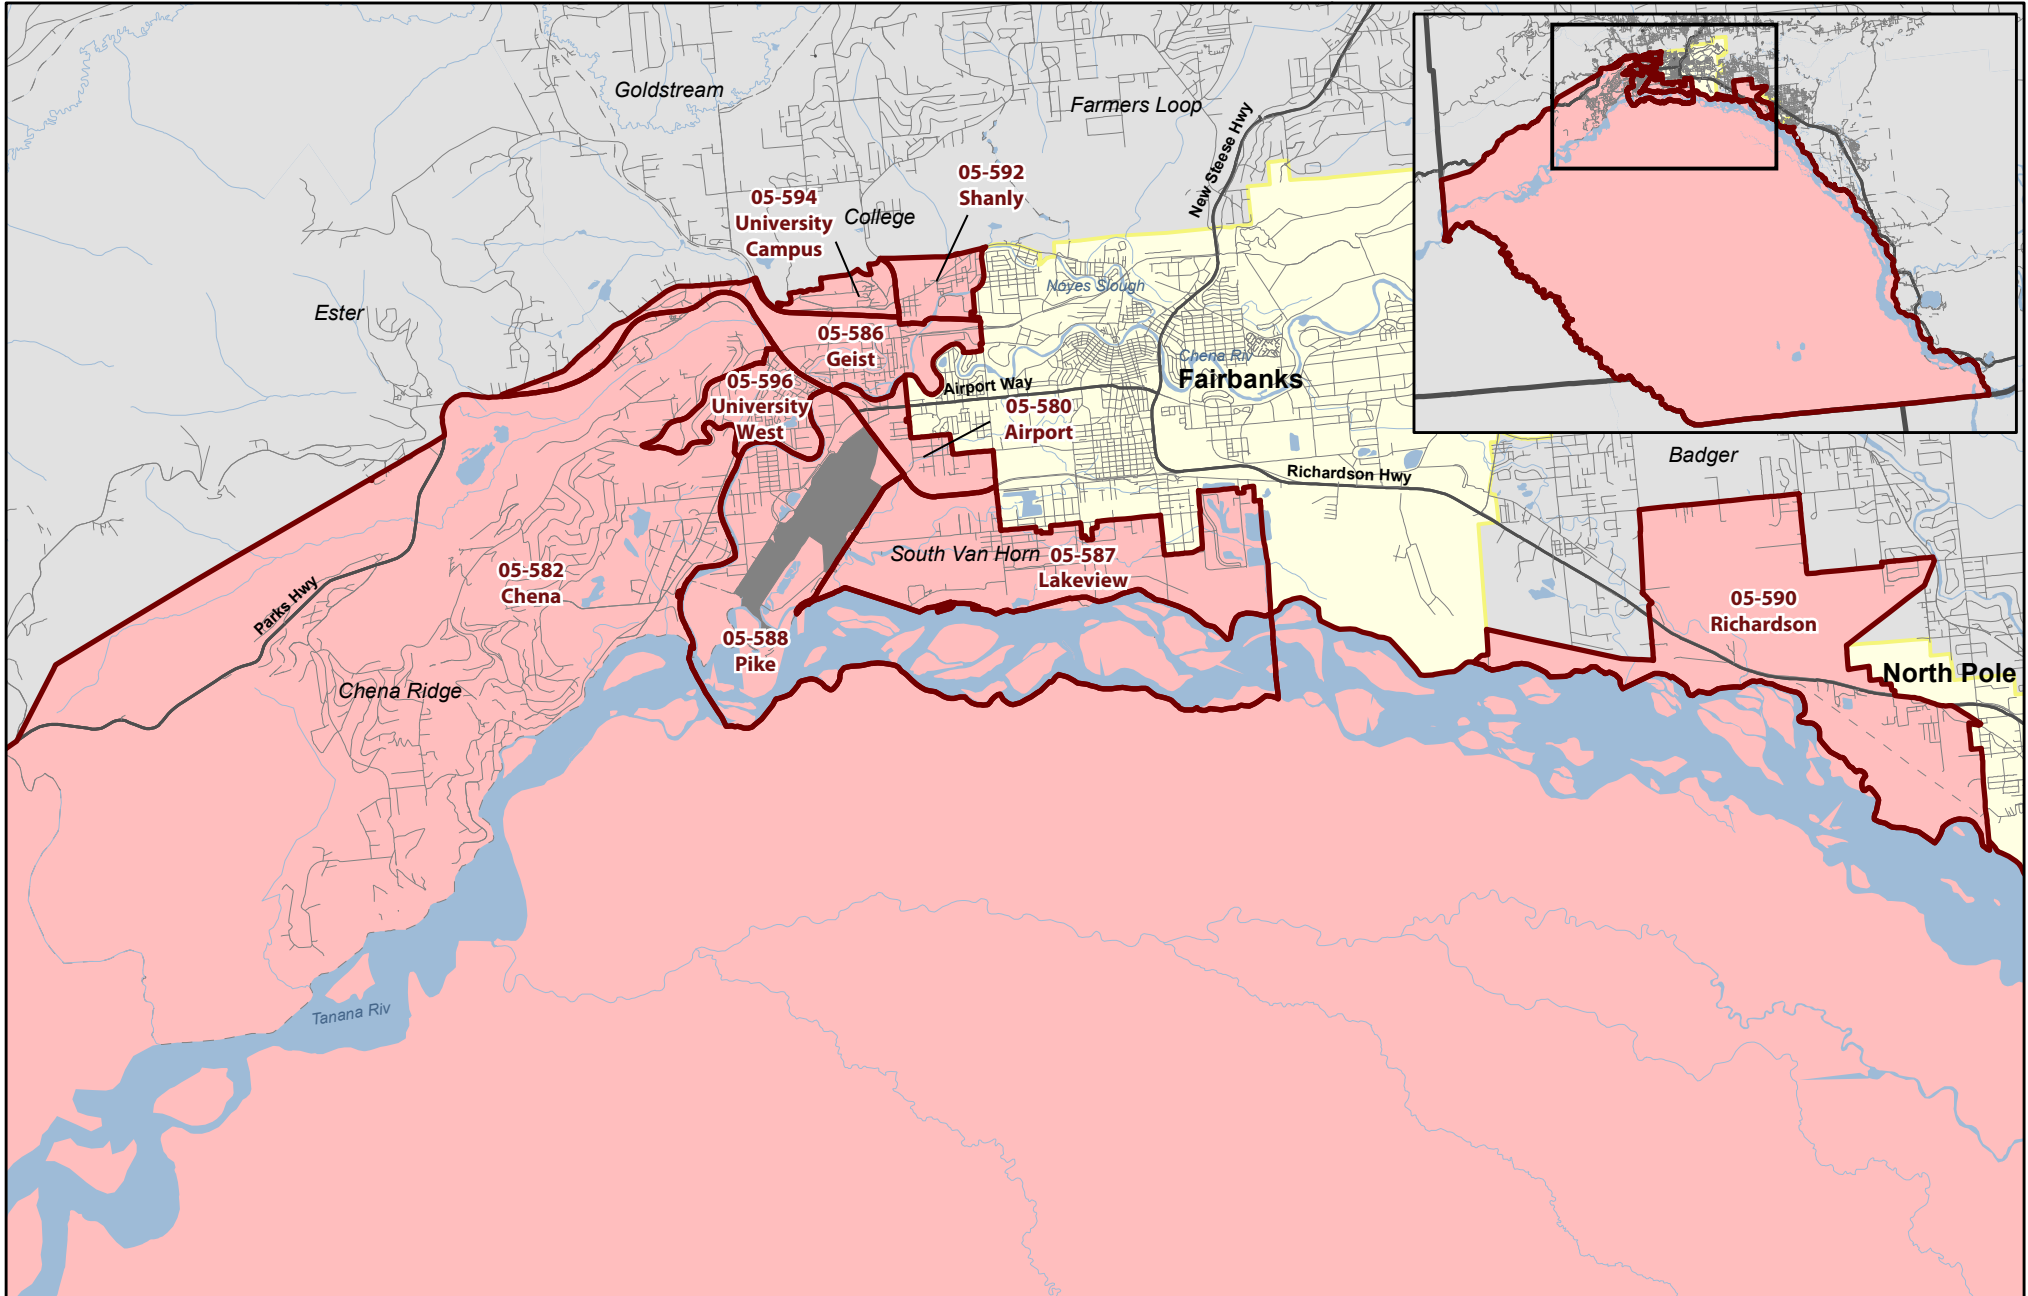 Goldstream
Farmers Loop
New Steese Hwy
05-592
Shanly
05-594
University
Campus
College
Noyes Slough
Ester
05-586
Geist
Chena Riv
Fairbanks
Airport Way
05-596
University
West
05-580
Airport
Richardson Hwy
Badger
South Van Horn
05-587
Lakeview
05-582
Chena
Parks Hwy
05-590
Richardson
05-588
Pike
North Pole
Chena Ridge
Tanana Riv